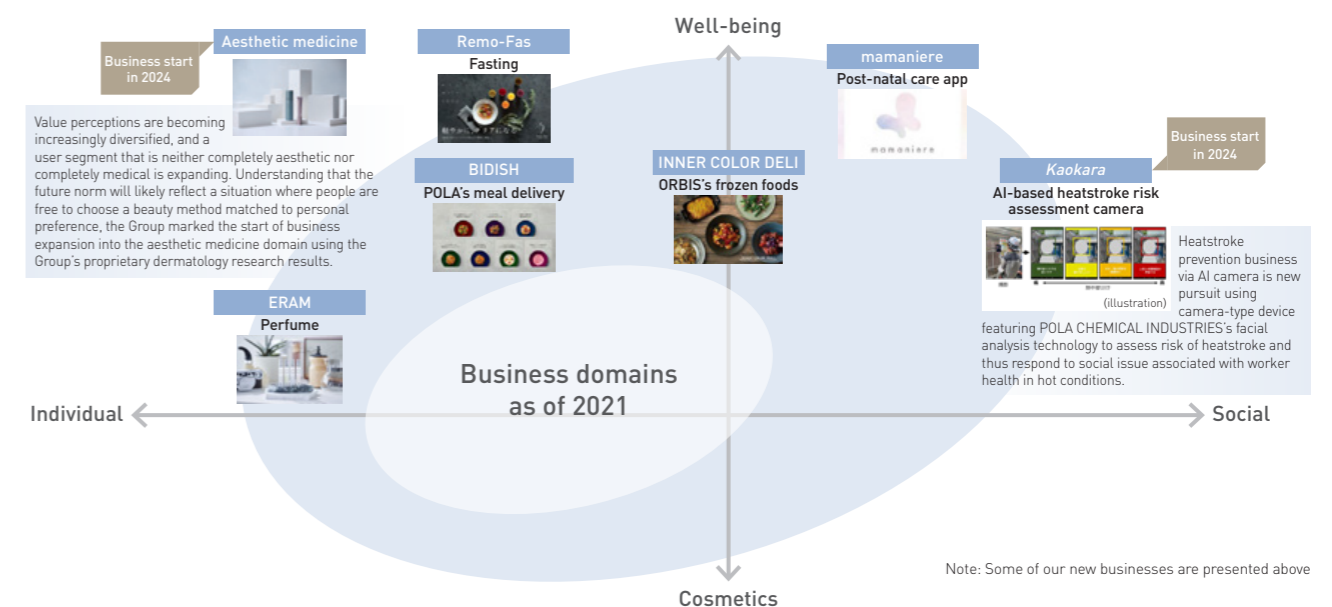 Well-being
Business start
in 2024
Aesthetic medicine
Value perceptions are becoming
increasingly diversified, and a
user segment that is neither completely aesthetic nor
completely medical is expanding. Understanding that the
future norm will likely reflect a situation where people are
free to choose a beauty method matched to personal
preference, the Group marked the start of business
expansion into the aesthetic medicine domain using the
Group's proprietary dermatology research results.
Remo-Fas
Fasting
mamaniere
Post-natal care app
mamaniere
BIDISH
POLA's meal delivery
INNER COLOR DELI
ORBIS's frozen foods
Business start
in 2024
Kaokara
AI-based heatstroke risk
assessment camera
(illustration)
Heatstroke
prevention business
via AI camera is new
pursuit using
camera-type device
featuring POLA CHEMICAL INDUSTRIES's facial
analysis technology to assess risk of heatstroke and
thus respond to social issue associated with worker
health in hot conditions.
ERAM
Perfume
Business domains
as of 2021
Individual
Social
Cosmetics
Note: Some of our new businesses are presented above